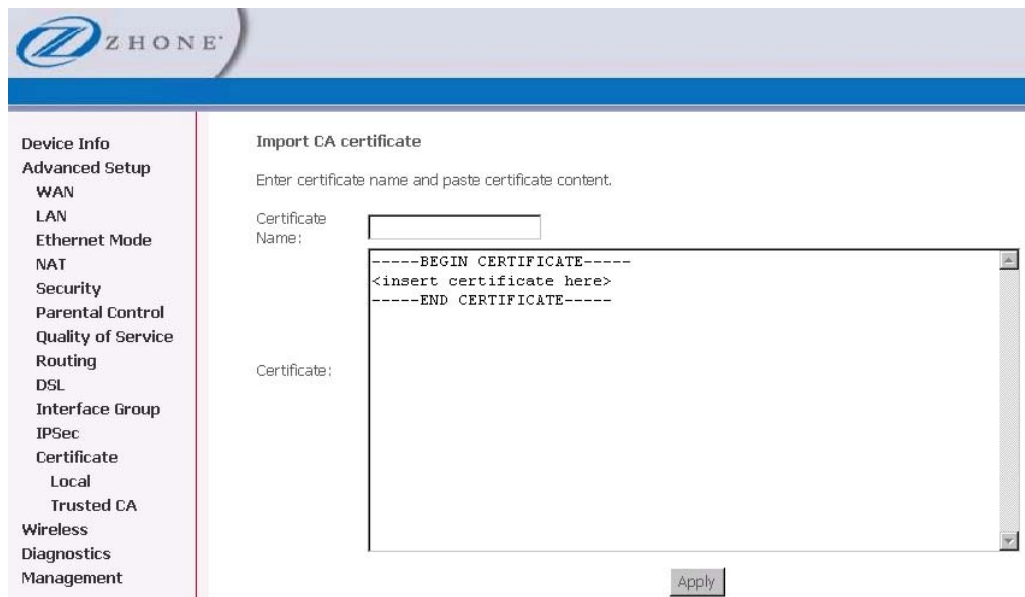 ZHONE
Device Info
Advanced Setup
WAN
LAN
Ethernet Mode
NAT
Security
Parental Control
Quality of Service
Routing
DSL
Interface Group
IPSec
Certificate
Local
Trusted CA
Wireless
Diagnostics
Management
Import CA certificate
Enter certificate name and paste certificate content.
Certificate
Name:
Certificate:
-----BEGIN CERTIFICATE-----
<insert certificate here>
-----END CERTIFICATE-----
Apply